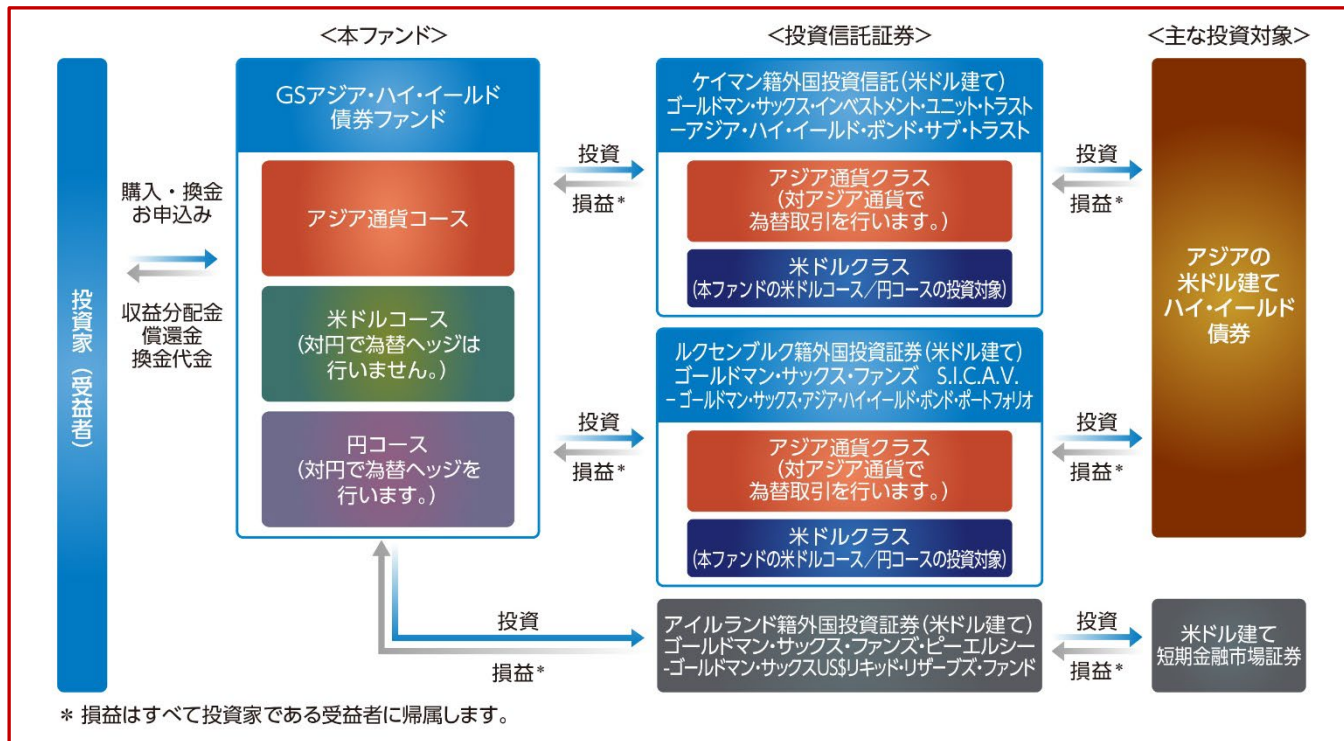 <本ファンド>
<投資信託証券>
<主な投資対象>
投資家（受益者）
購入・換金
お申込み
収益分配金
償還金
換金代金
GSアジア・ハイ・イールド
債券ファンド
アジア通貨コース
米ドルコース
(対円で為替ヘッジは
行いません。)
円コース
(対円で為替ヘッジを
行います。)
投資
損益*
ケイマン籍外国投資信託(米ドル建て)
ゴールドマン・サックス・インベストメント・ユニット・トラスト
ーアジア・ハイ・イールド・ボンド・サブ・トラスト
アジア通貨クラス
(対アジア通貨で
為替取引を行います。)
米ドルクラス
(本ファンドの米ドルコース／円コースの投資対象)
投資
損益*
投資
損益*
ルクセンブルク籍外国投資証券(米ドル建て)
ゴールドマン・サックス・ファンズ　S.I.C.A.V.
－ゴールドマン・サックス・アジア・ハイ・イールド・ボンド・ポートフォリオ
アジア通貨クラス
(対アジア通貨で
為替取引を行います。)
米ドルクラス
(本ファンドの米ドルコース／円コースの投資対象)
投資
損益*
アジアの
米ドル建て
ハイ・イールド
債券
投資
損益*
アイルランド籍外国投資証券(米ドル建て)
ゴールドマン・サックス・ファンズ・ピーエルシー
-ゴールドマン・サックスUS$リキッド・リザーブズ・ファンド
投資
損益*
米ドル建て
短期金融市場証券
* 損益はすべて投資家である受益者に帰属します。